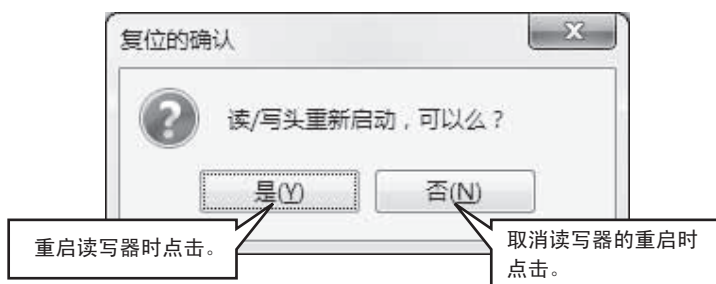 复位的确认
读/写头重新启动，可以么？
是(Y)
否(N)
重启读写器时点击。
取消读写器的重启时
点击。